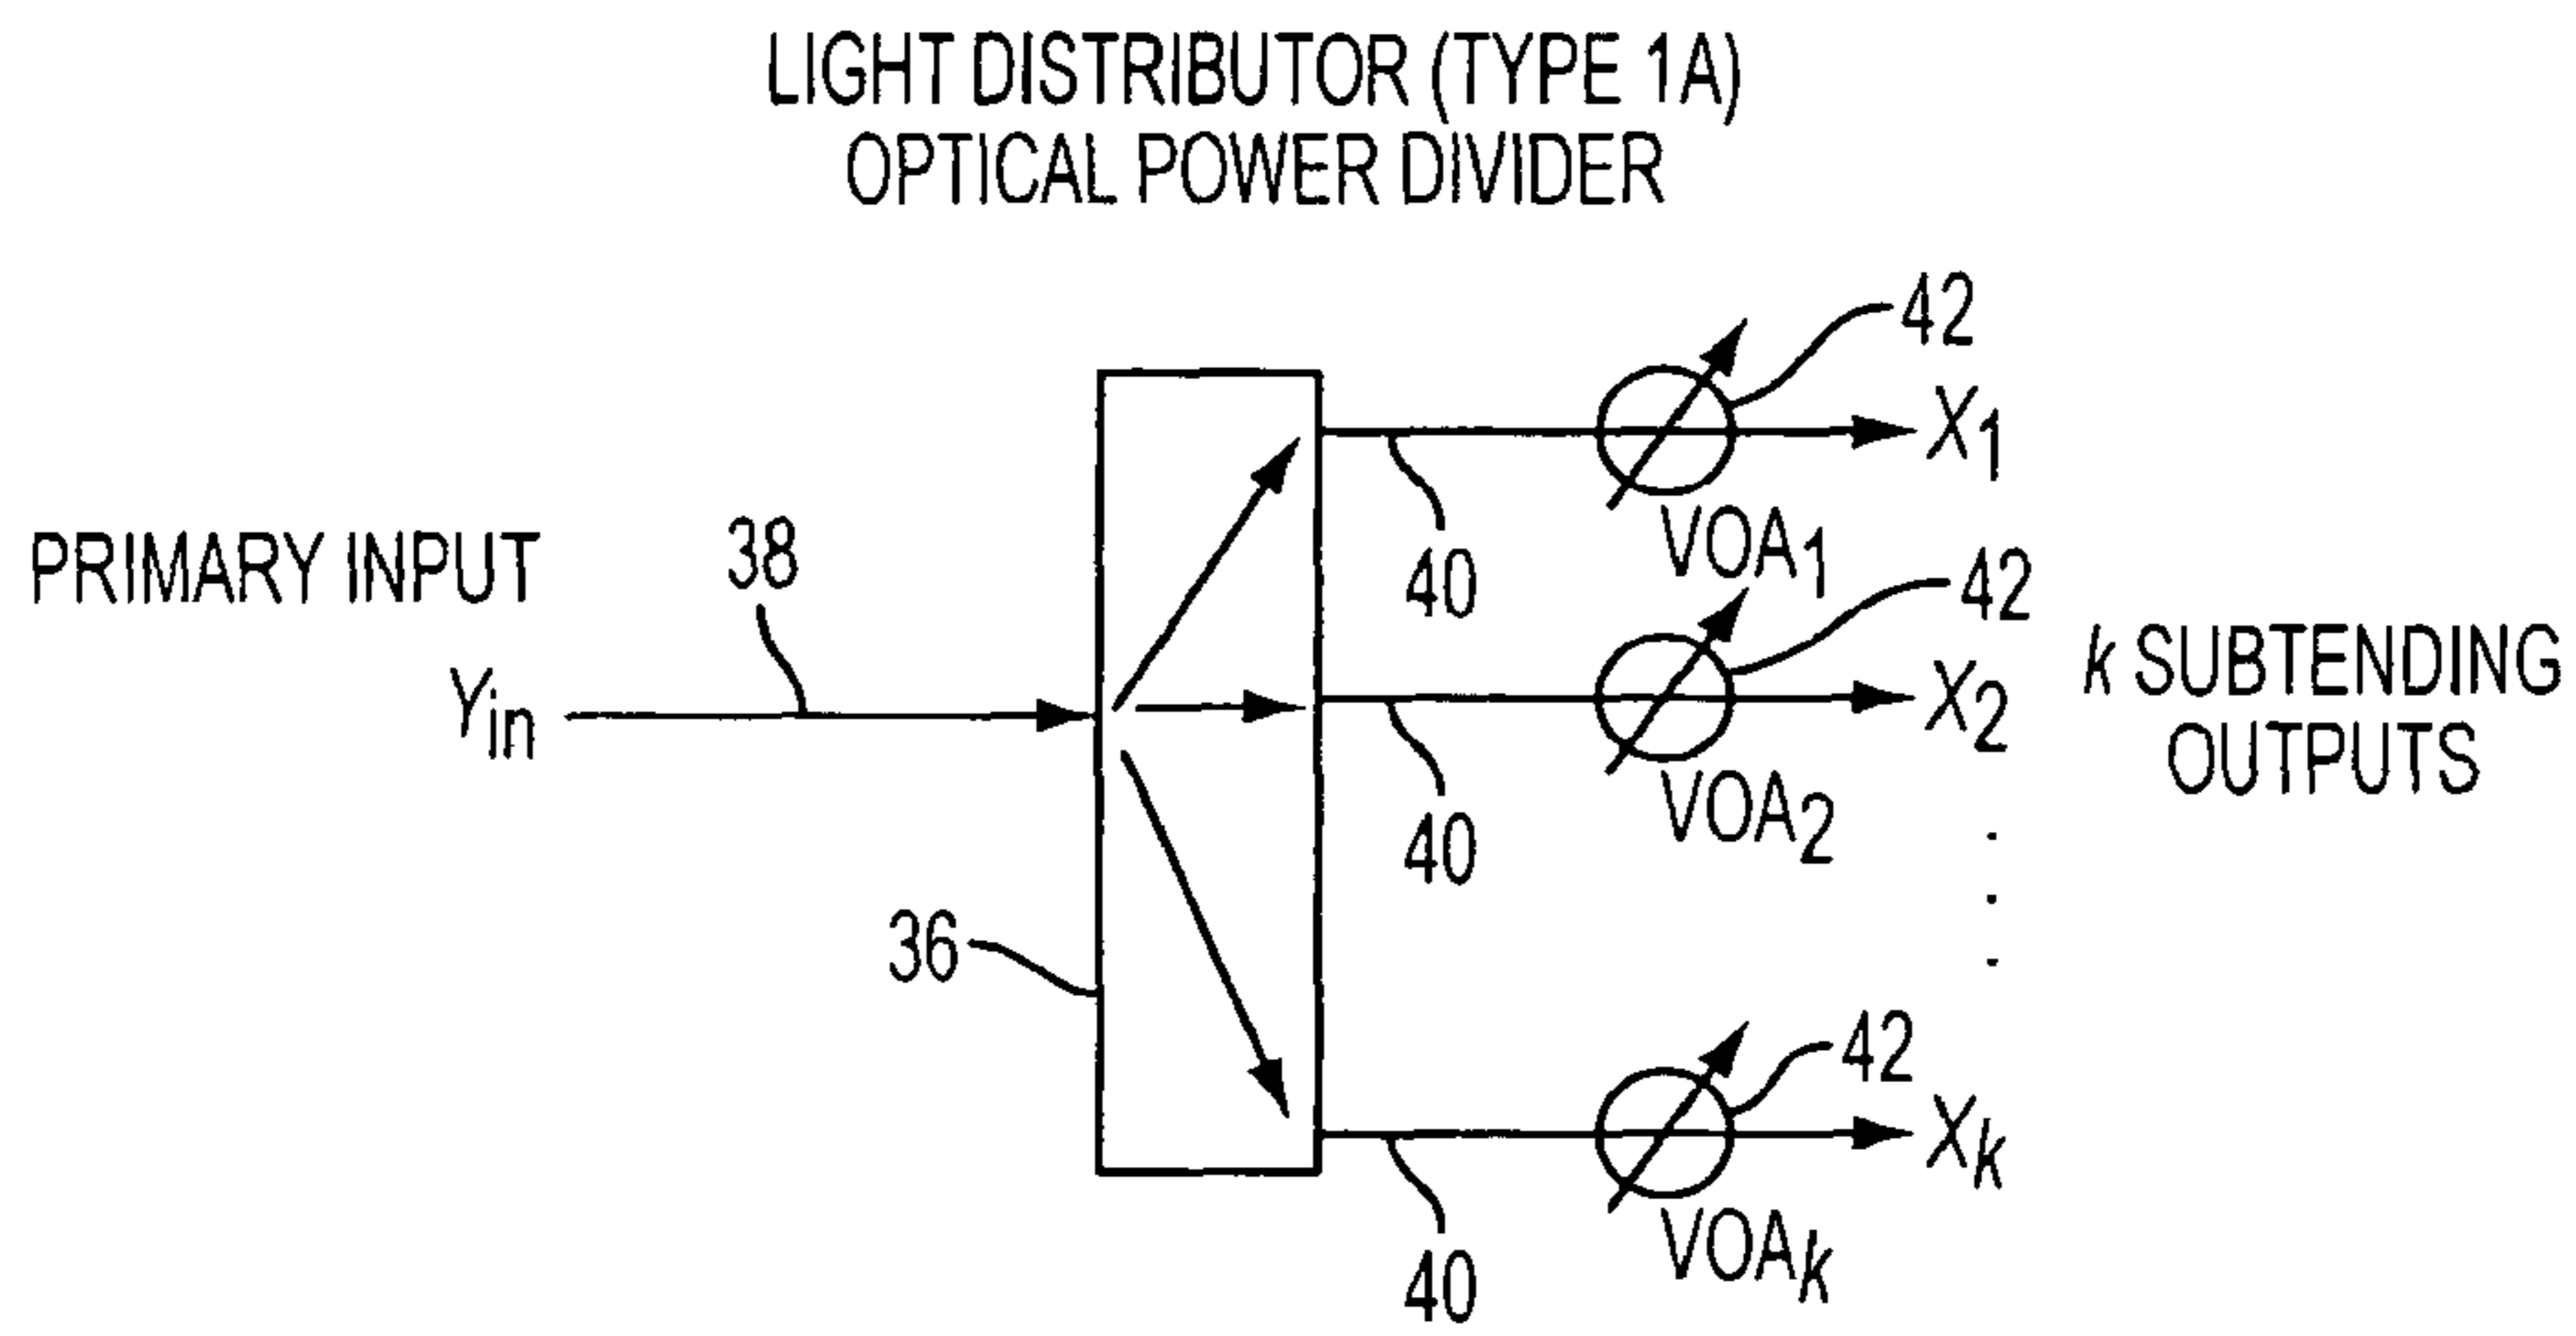 LIGHT DISTRIBUTOR (TYPE 1A)
OPTICAL POWER DIVIDER
42
X1
PRIMARY INPUT
38
40
VOA1
42
Yin
X2
k SUBTENDING
OUTPUTS
40
VOA2
.
.
.
36
42
Xk
40
VOAk